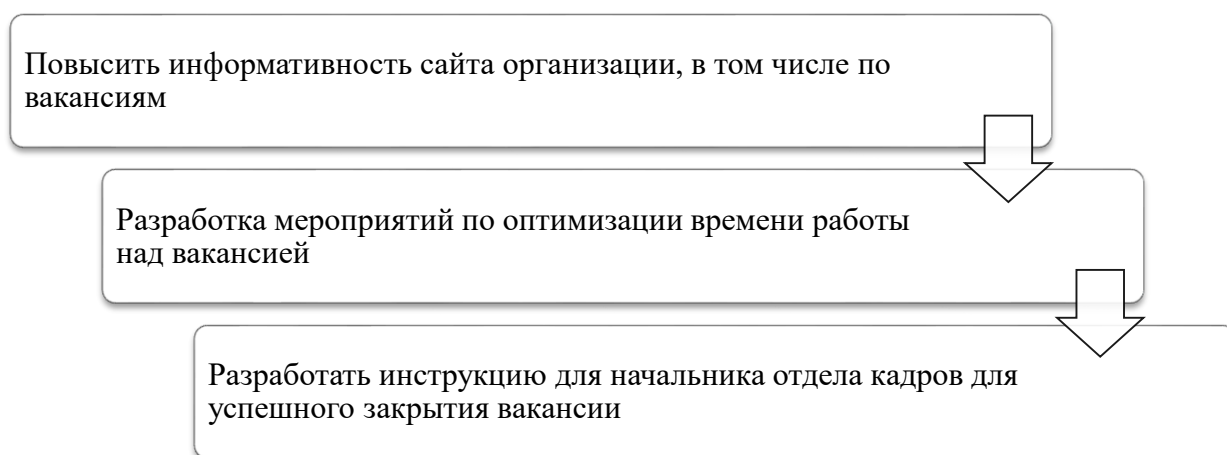 Повысить информативность сайта организации, в том числе по
вакансиям
Разработка мероприятий по оптимизации времени работы
над вакансией
Разработать инструкцию для начальника отдела кадров для
успешного закрытия вакансии